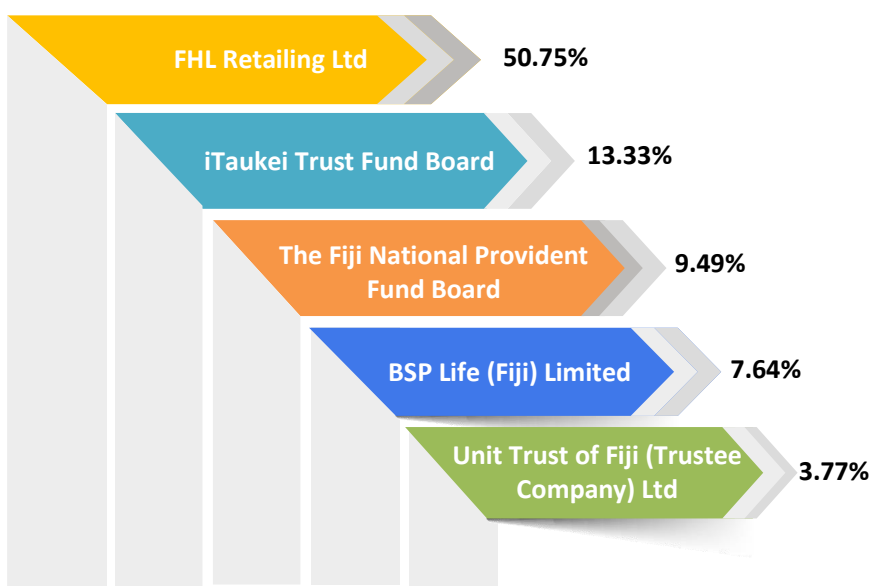 FHL Retailing Ltd
50.75%
iTaukei Trust Fund Board
13.33%
The Fiji National Provident
Fund Board
9.49%
BSP Life (Fiji) Limited
7.64%
Unit Trust of Fiji (Trustee
Company) Ltd
3.77%